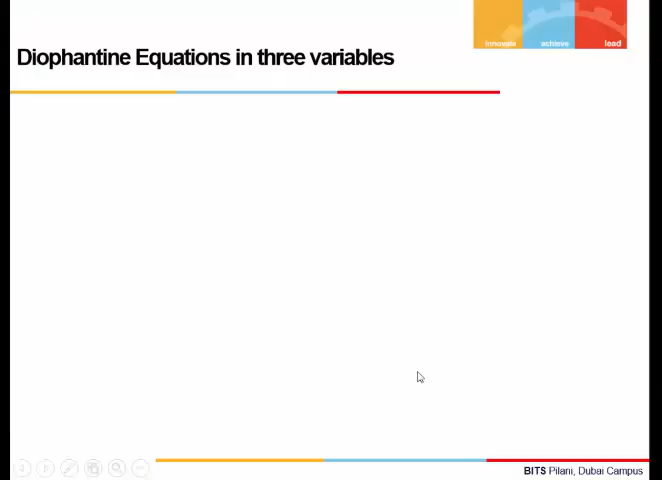 innovate achieve lead
Diophantine Equations in three variables
BITS Pilani, Dubai Campus